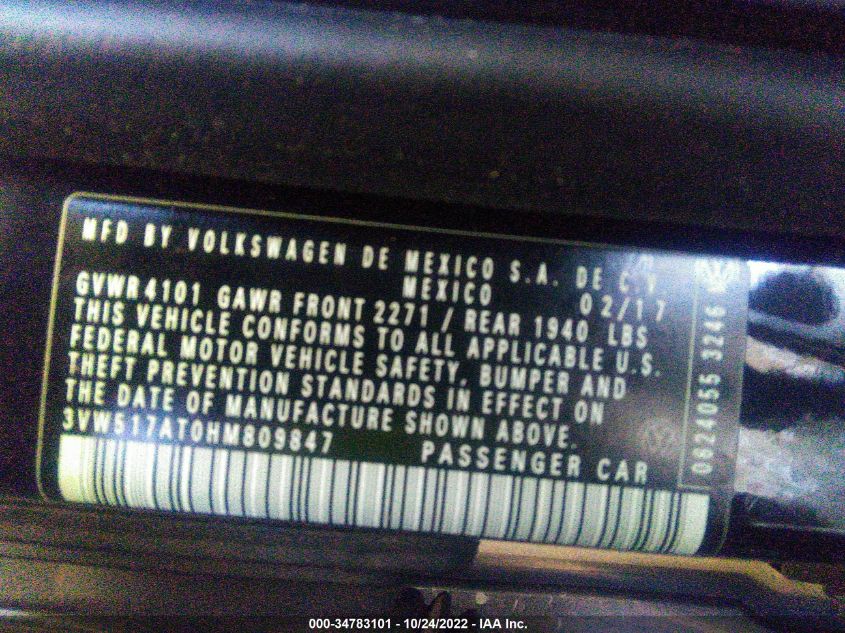 MFD BY VOLKSWAGEN DE MEXICO S.A. DE C.V
MEXICO 02/17
GVWR4101 GAWR FRONT 2271 / REAR 1940 LBS
THIS VEHICLE CONFORMS TO ALL APPLICABLE U.S.
FEDERAL MOTOR VEHICLE SAFETY, BUMPER AND
THEFT PREVENTION STANDARDS IN EFFECT ON
THE DATE OF MANUFACTURE SHOWN ABOVE.
3VW517AT0HM809847 PASSENGER CAR
0624055 3246
000-34783101 - 10/24/2022 - IAA Inc.